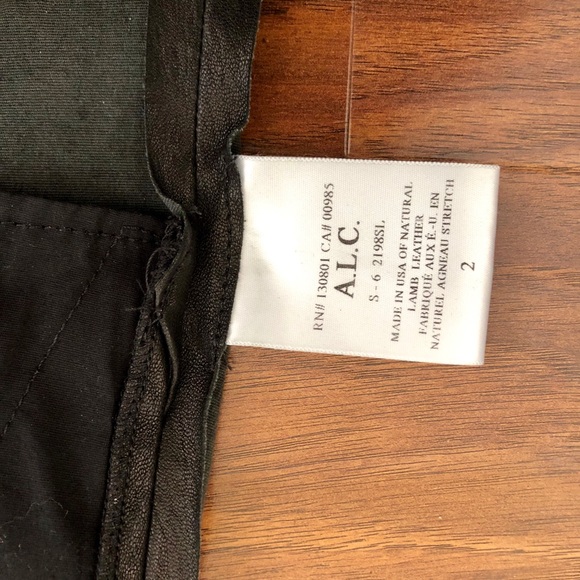 RN# 130801 CA# 00985
A.L.C.
S - 6 2198SL
MADE IN USA OF NATURAL
LAMB LEATHER
FABRIQUÉ AUX É.-U. EN
NATUREL AGNEAU STRETCH
2